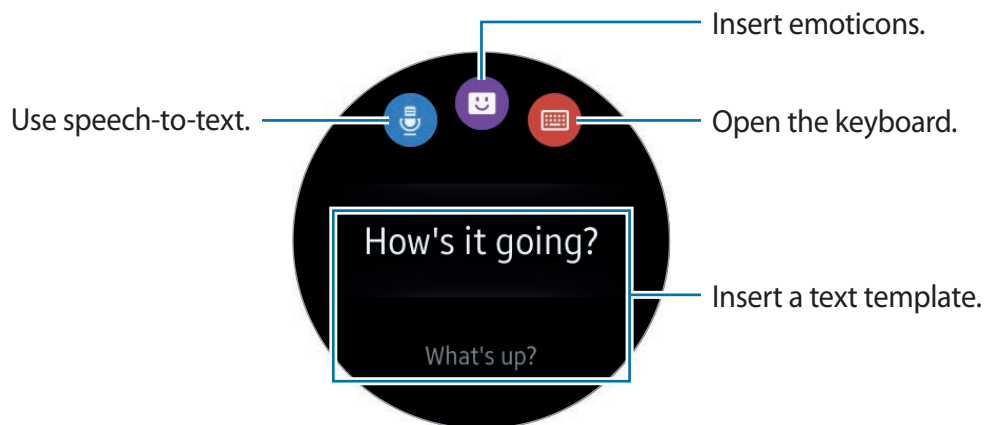 Insert emoticons.
Use speech-to-text.
Open the keyboard.
How's it going?
Insert a text template.
What's up?